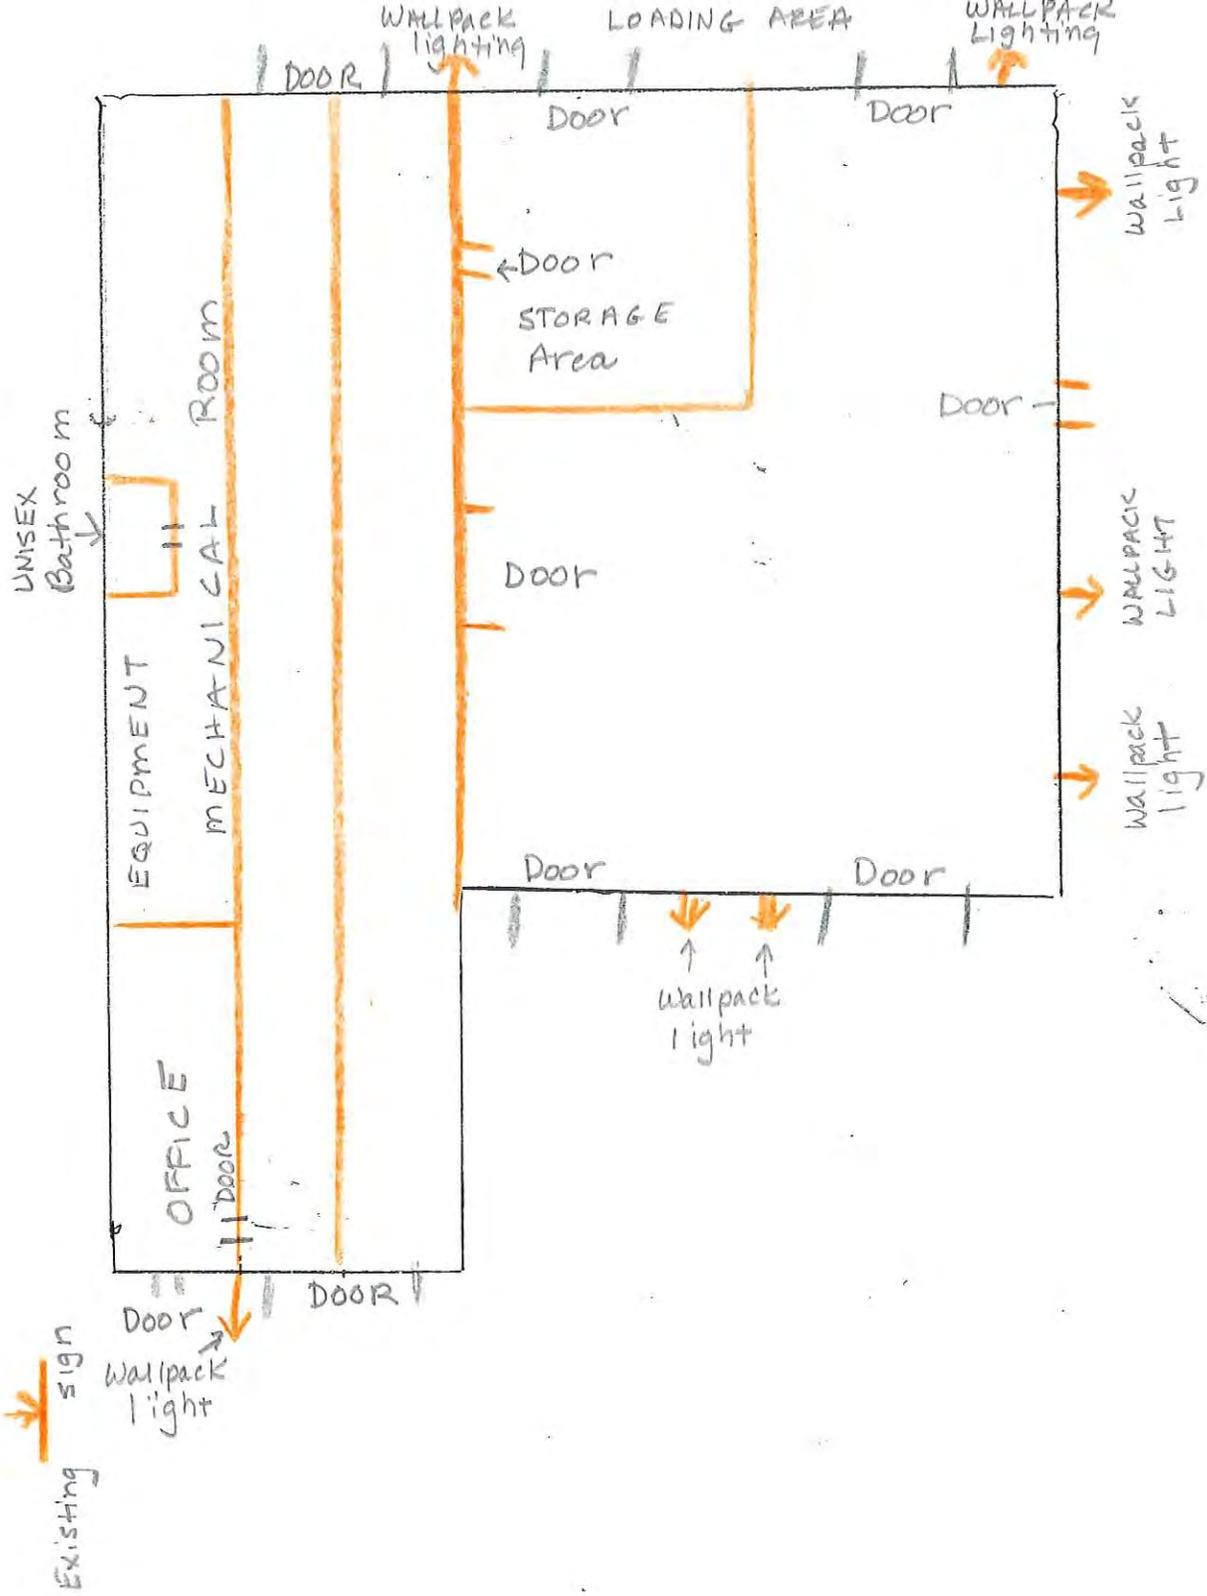 WALLPACK
lighting
LOADING AREA
WALLPACK
Lighting
DOOR
Door
Door
Wallpack
Light
←Door
STORAGE
Area
Door
UNISEX
Bathroom
MECHANICAL ROOM
EQUIPMENT
Door
WALLPACK
LIGHT
Wallpack
light
Door
Door
Wallpack
light
OFFICE
DOOR
Door
DOOR
Wallpack
light
Existing sign